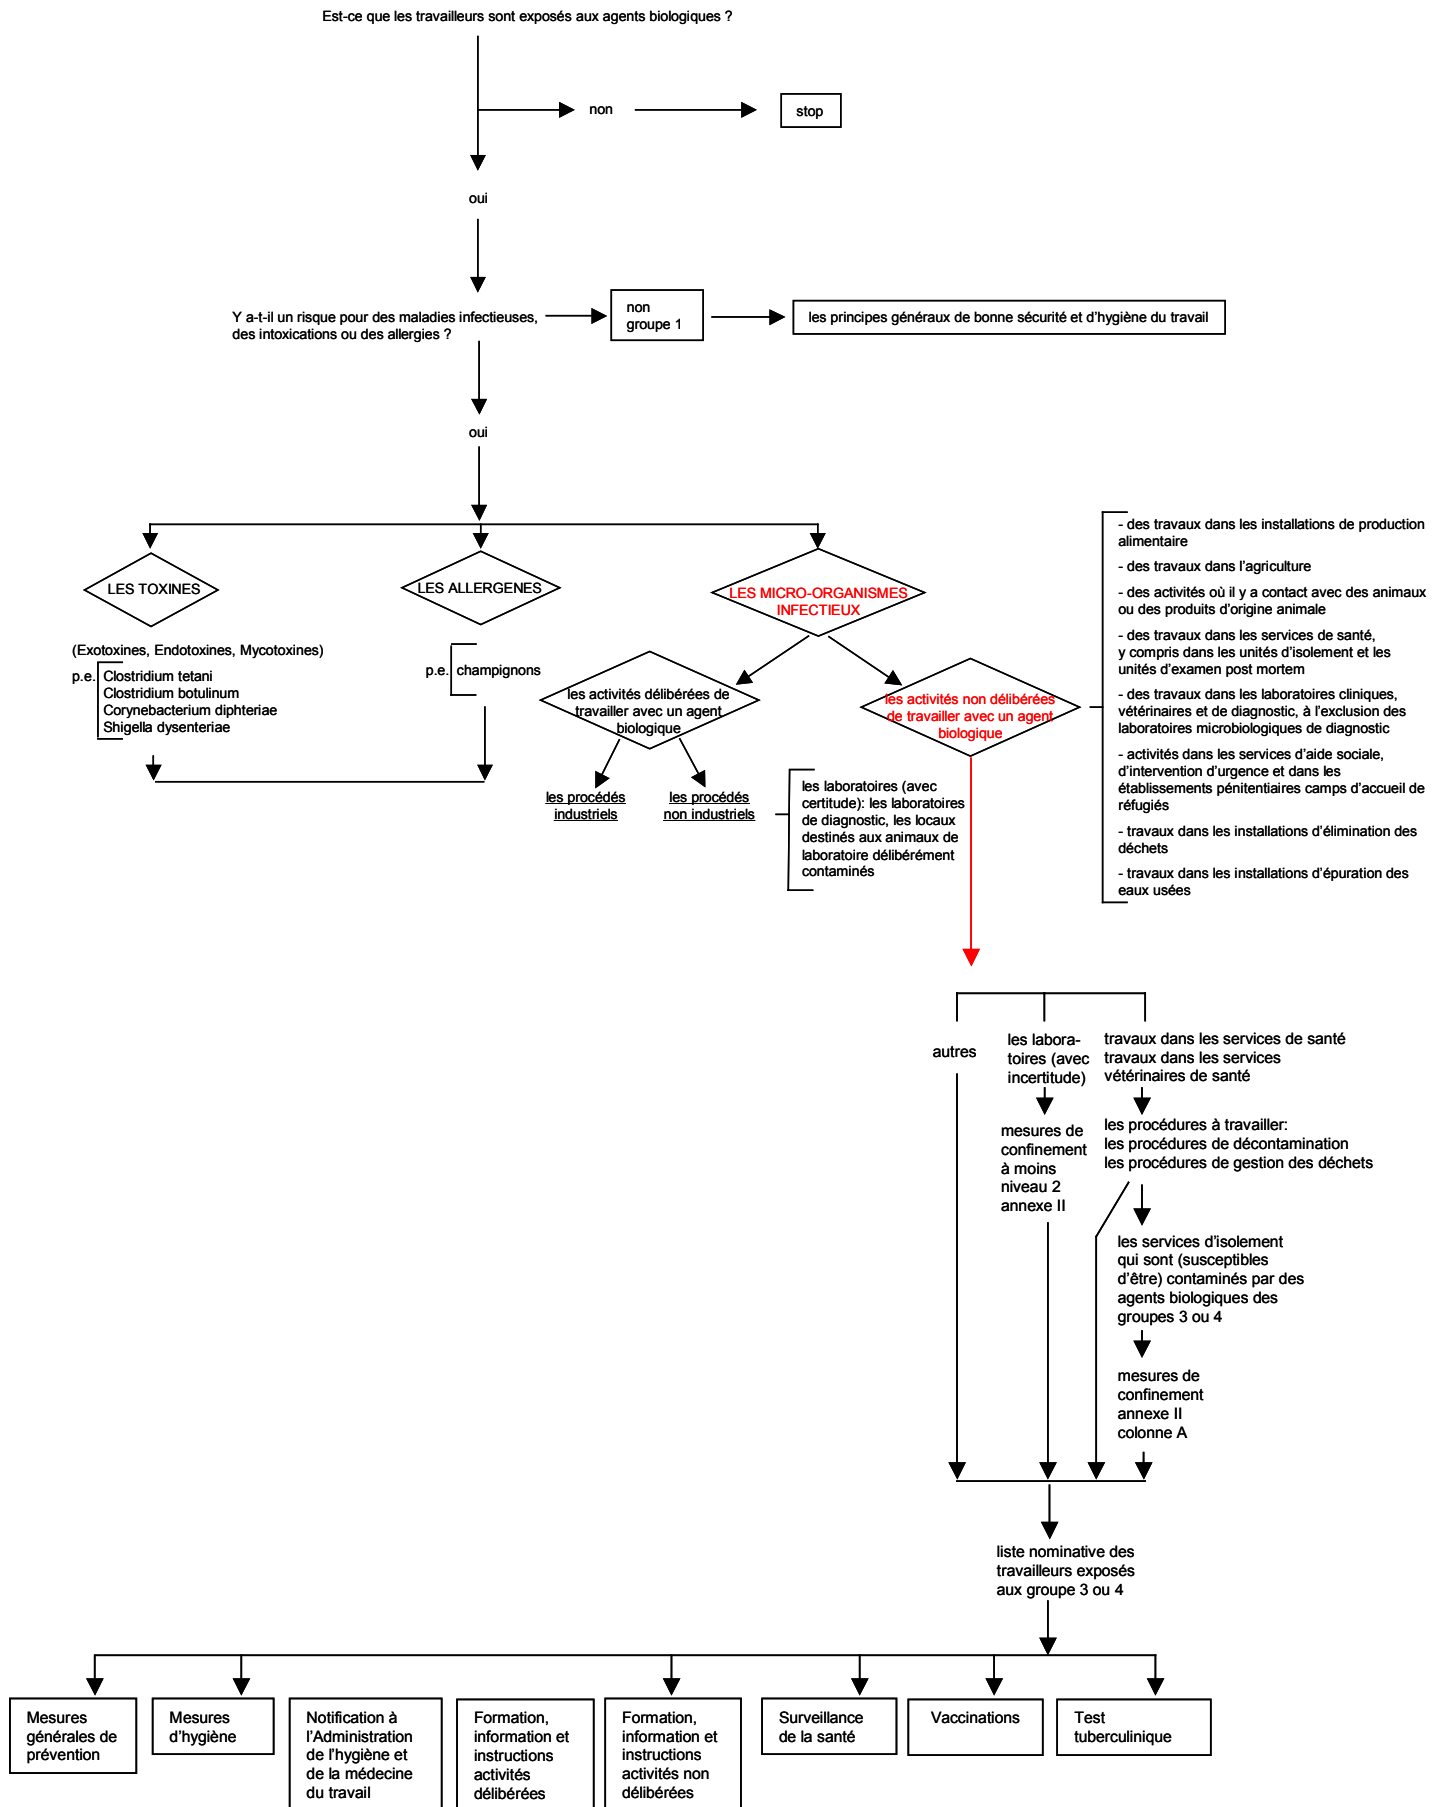 Est-ce que les travailleurs sont exposés aux agents biologiques ?
non
stop
oui
Y a-t-il un risque pour des maladies infectieuses,
des intoxications ou des allergies ?
non
groupe 1
les principes généraux de bonne sécurité et d'hygiène du travail
oui
LES TOXINES
LES ALLERGENES
LES MICRO-ORGANISMES
INFECTIEUX
(Exotoxines, Endotoxines, Mycotoxines)
p.e.
Clostridium tetani
Clostridium botulinum
Corynebacterium diphteriae
Shigella dysenteriae
p.e. champignons
les activités délibérées de
travailler avec un agent
biologique
les activités non délibérées
de travailler avec un agent
biologique
- des travaux dans les installations de production
alimentaire
- des travaux dans l'agriculture
- des activités où il y a contact avec des animaux
ou des produits d'origine animale
- des travaux dans les services de santé,
y compris dans les unités d'isolement et les
unités d'examen post mortem
- des travaux dans les laboratoires cliniques,
vétérinaires et de diagnostic, à l'exclusion des
laboratoires microbiologiques de diagnostic
- activités dans les services d'aide sociale,
d'intervention d'urgence et dans les
établissements pénitentiaires camps d'accueil de
réfugiés
- travaux dans les installations d'élimination des
déchets
- travaux dans les installations d'épuration des
eaux usées
les procédés
industriels
les procédés
non industriels
les laboratoires (avec
certitude): les laboratoires
de diagnostic, les locaux
destinés aux animaux de
laboratoire délibérément
contaminés
autres
les labora-
toires (avec
incertitude)
travaux dans les services de santé
travaux dans les services
vétérinaires de santé
mesures de
confinement
à moins
niveau 2
annexe II
les procédures à travailler:
les procédures de décontamination
les procédures de gestion des déchets
les services d'isolement
qui sont (susceptibles
d'être) contaminés par des
agents biologiques des
groupes 3 ou 4
mesures de
confinement
annexe II
colonne A
liste nominative des
travailleurs exposés
aux groupe 3 ou 4
Mesures
générales de
prévention
Mesures
d'hygiène
Notification à
l'Administration
de l'hygiène et
de la médecine
du travail
Formation,
information et
instructions
activités
délibérées
Formation,
information et
instructions
activités non
délibérées
Surveillance
de la santé
Vaccinations
Test
tuberculinique